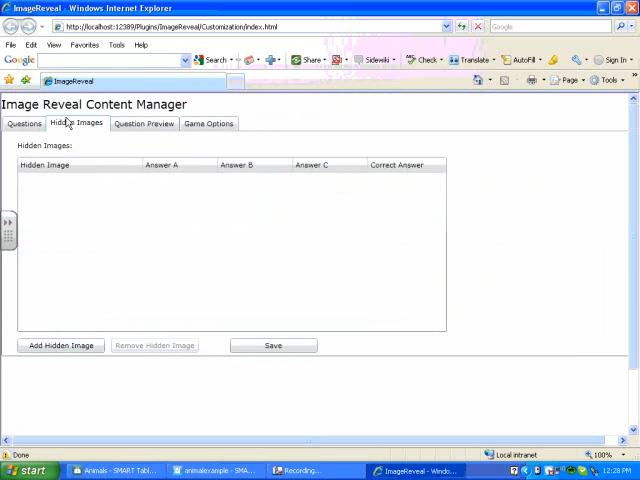 ImageReveal - Windows Internet Explorer
http://localhost:12389/Plugins/ImageReveal/Customization/index.html
Google
File Edit View Favorites Tools Help
Google Search Share Sidewiki Check Translate AutoFill Sign In
ImageReveal Page Tools
Image Reveal Content Manager
Questions Hidden Images Question Preview Game Options
Hidden Images:
Hidden Image Answer A Answer B Answer C Correct Answer
Add Hidden Image Remove Hidden Image Save
Done Local intranet 100%
start Animals - SMART Tabl... animalexample - SMA... Recording... ImageReveal - Windo... 12:28 PM